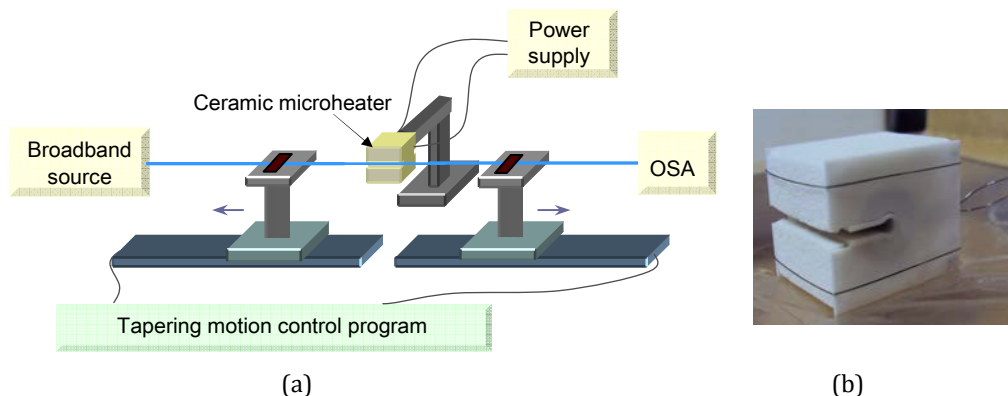 Power
supply
Ceramic microheater
Broadband
source
OSA
Tapering motion control program
(a)
(b)